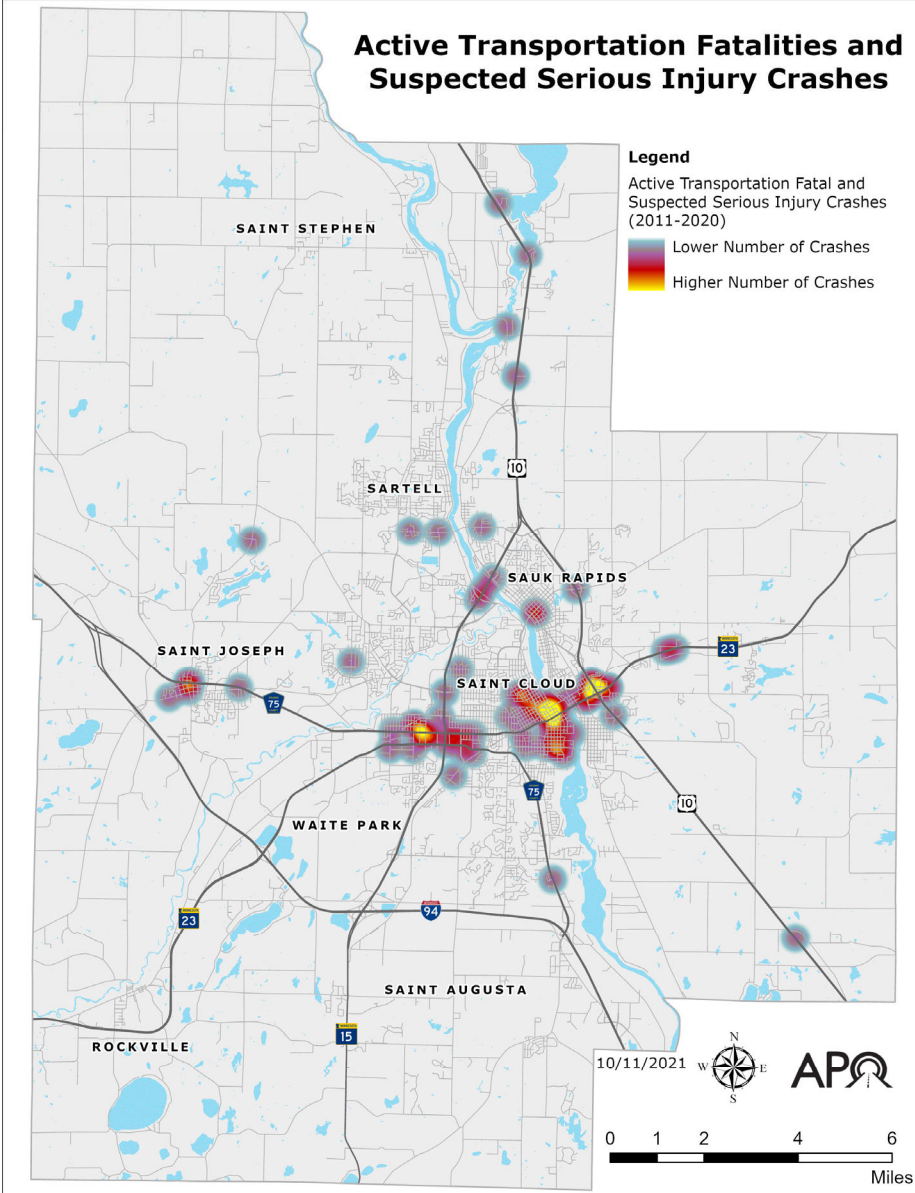 Active Transportation Fatalities and
Suspected Serious Injury Crashes
Legend
Active Transportation Fatal and
Suspected Serious Injury Crashes
(2011-2020)
Lower Number of Crashes
Higher Number of Crashes
SAINT STEPHEN
10
SARTELL
SAUK RAPIDS
MINNESOTA
23
SAINT JOSEPH
SAINT CLOUD
75
75
10
WAITE PARK
MINNESOTA
23
94
SAINT AUGUSTA
MINNESOTA
15
ROCKVILLE
10/11/2021
N
W
E
S
APO
0 1 2 4 6
Miles